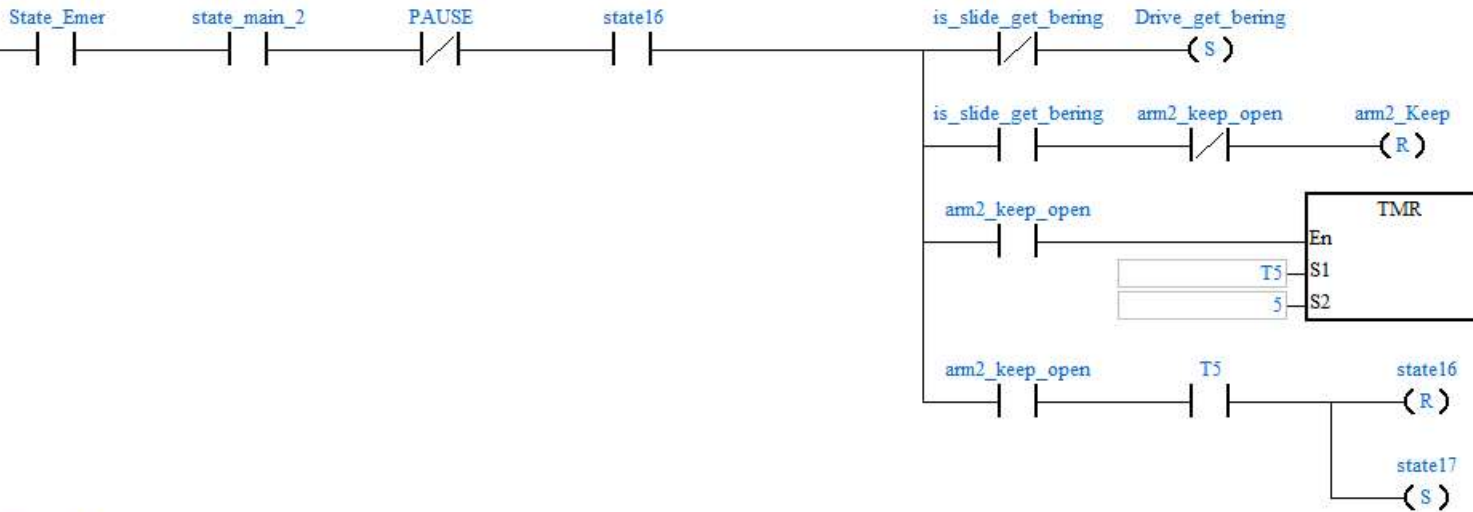 State_Emer state_main_2 PAUSE state16 is_slide_get_bering Drive_get_bering
S
is_slide_get_bering arm2_keep_open arm2_Keep
R
arm2_keep_open TMR
En
T5 S1
5 S2
arm2_keep_open T5 state16
R
state17
S